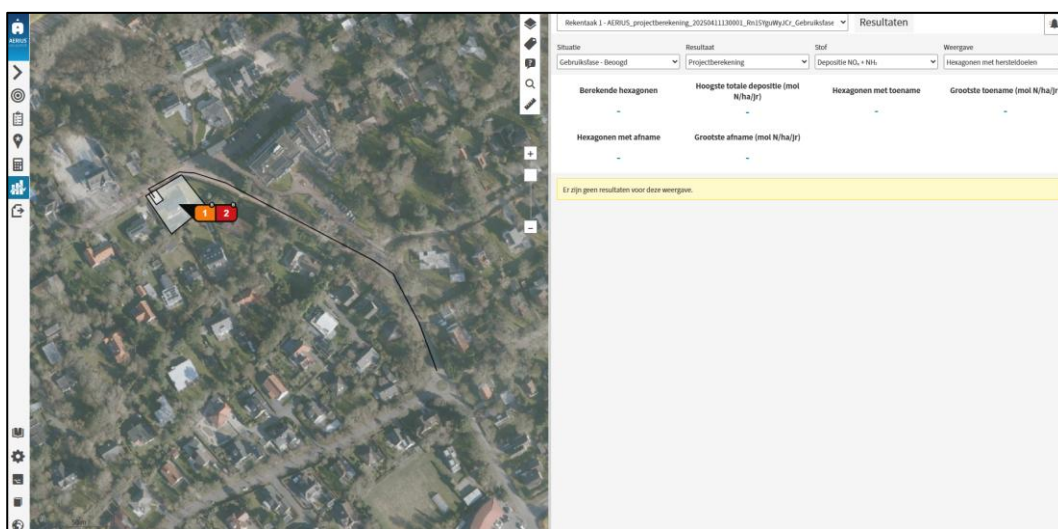 AERIUS
Rekentaak 1 - AERIUS_projectberekening_20250411130001_Rn15YguWyJCr_Gebruiksfase
Resultaten
Situatie
Resultaat
Stof
Weergave
Gebruiksfase - Beoogd
Projectberekening
Depositie NOₓ + NH₃
Hexagonen met hersteldoelen
Berekende hexagonen
Hoogste totale depositie (mol
N/ha/jr)
Hexagonen met toename
Grootste toename (mol N/ha/jr
-
-
-
-
Hexagonen met afname
Grootste afname (mol N/ha/jr)
-
-
Er zijn geen resultaten voor deze weergave.
1
2